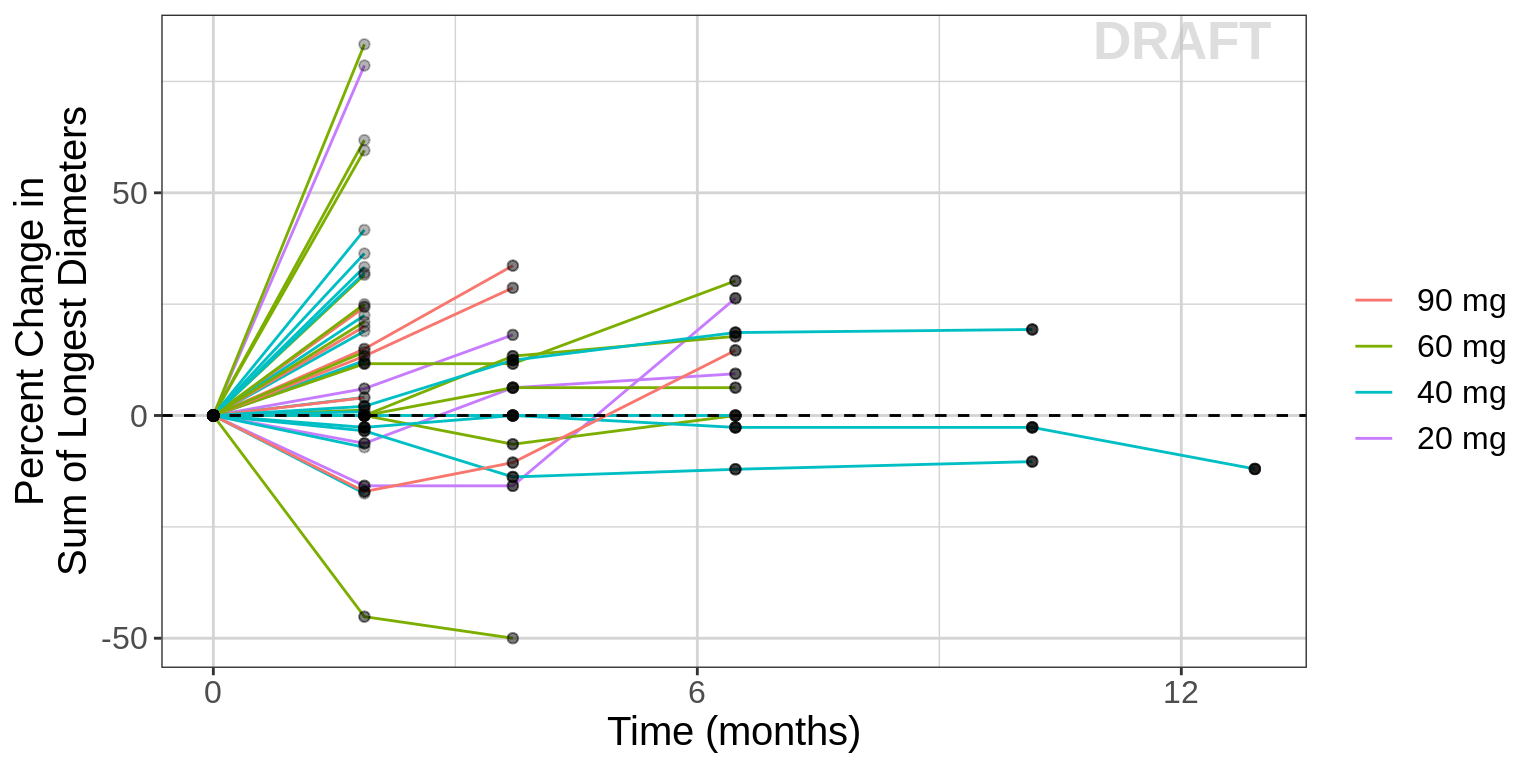 DRAFT
Percent Change in
Sum of Longest Diameters
50
0
-50
0
6
12
Time (months)
90 mg
60 mg
40 mg
20 mg